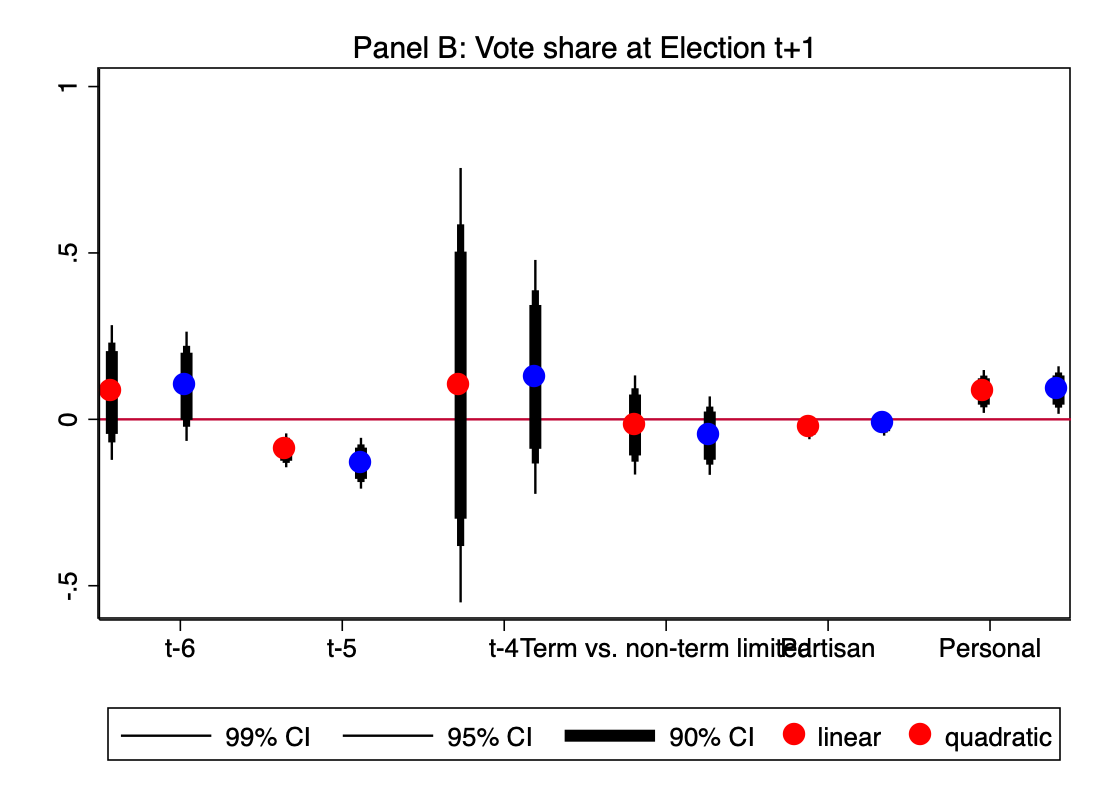 Panel B: Vote share at Election t+1
1
.5
0
-.5
t-6 t-5 t-4 Term vs. non-term limited Partisan Personal
99% CI 95% CI 90% CI linear quadratic